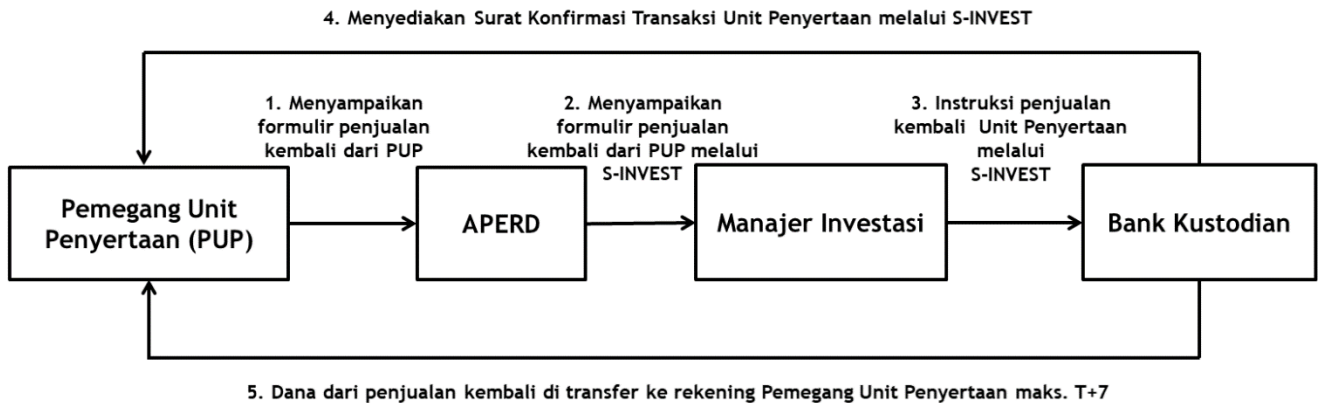 4. Menyediakan Surat Konfirmasi Transaksi Unit Penyertaan melalui S-INVEST
1. Menyampaikan
formulir penjualan
kembali dari PUP
2. Menyampaikan
formulir penjualan
kembali dari PUP melalui
S-INVEST
3. Instruksi penjualan
kembali Unit Penyertaan
melalui
S-INVEST
Pemegang Unit
Penyertaan (PUP)
APERD
Manajer Investasi
Bank Kustodian
5. Dana dari penjualan kembali di transfer ke rekening Pemegang Unit Penyertaan maks. T+7